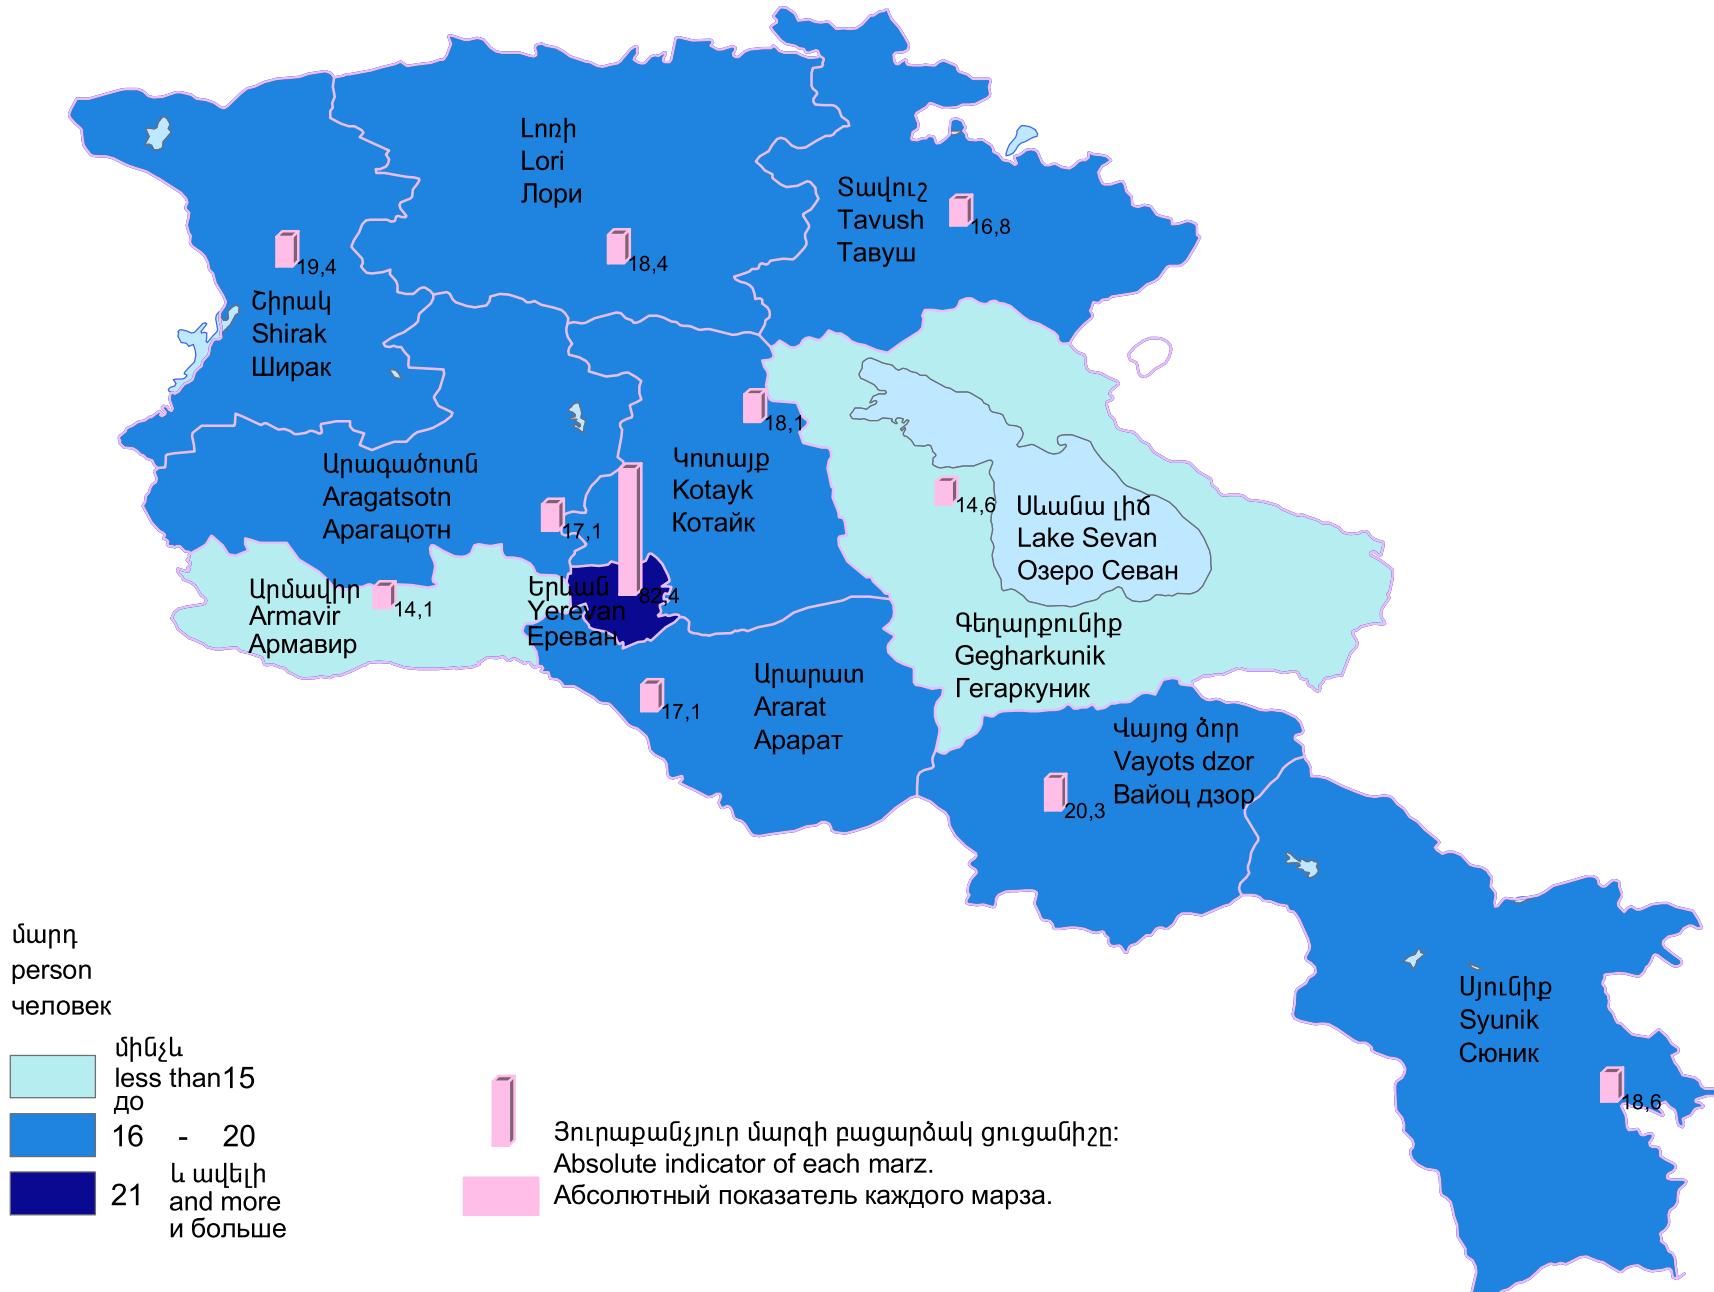 Լոռի
Lori
Лори
18,4
Տավուշ
Tavush
Тавуш
16,8
19,4
Շիրակ
Shirak
Ширак
18,1
Կոտայք
Kotayk
Котайк
Արագածոտն
Aragatsotn
Арагацотн
17,1
14,6
Սևանա լիճ
Lake Sevan
Озеро Севан
Արմավիր
Armavir
Армавир
14,1
Երևան
Yerevan
Ереван
82,4
Գեղարքունիք
Gegharkunik
Гегаркуник
17,1
Արարատ
Ararat
Арарат
Վայոց ձոր
Vayots dzor
Вайоц дзор
20,3
Սյունիք
Syunik
Сюник
18,6
մարդ
person
человек
մինչև
less than 15
до
16 - 20
21 և ավելի
and more
и больше
Յուրաքանչյուր մարզի բացարձակ ցուցանիշը:
Absolute indicator of each marz.
Абсолютный показатель каждого марза.